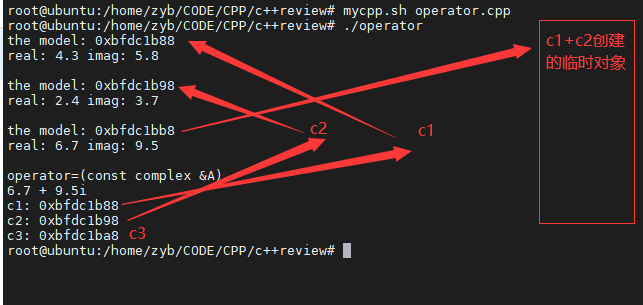 root@ubuntu:/home/zyb/CODE/CPP/c++review# mycpp.sh operator.cpp
root@ubuntu:/home/zyb/CODE/CPP/c++review# ./operator
the model: 0xbfdc1b88
real: 4.3 imag: 5.8
the model: 0xbfdc1b98
real: 2.4 imag: 3.7
the model: 0xbfdc1bb8
real: 6.7 imag: 9.5
operator=(const complex &A)
6.7 + 9.5i
c1: 0xbfdc1b88
c2: 0xbfdc1b98
c3: 0xbfdc1ba8
root@ubuntu:/home/zyb/CODE/CPP/c++review#
c2
c1
c3
c1+c2创建
的临时对象